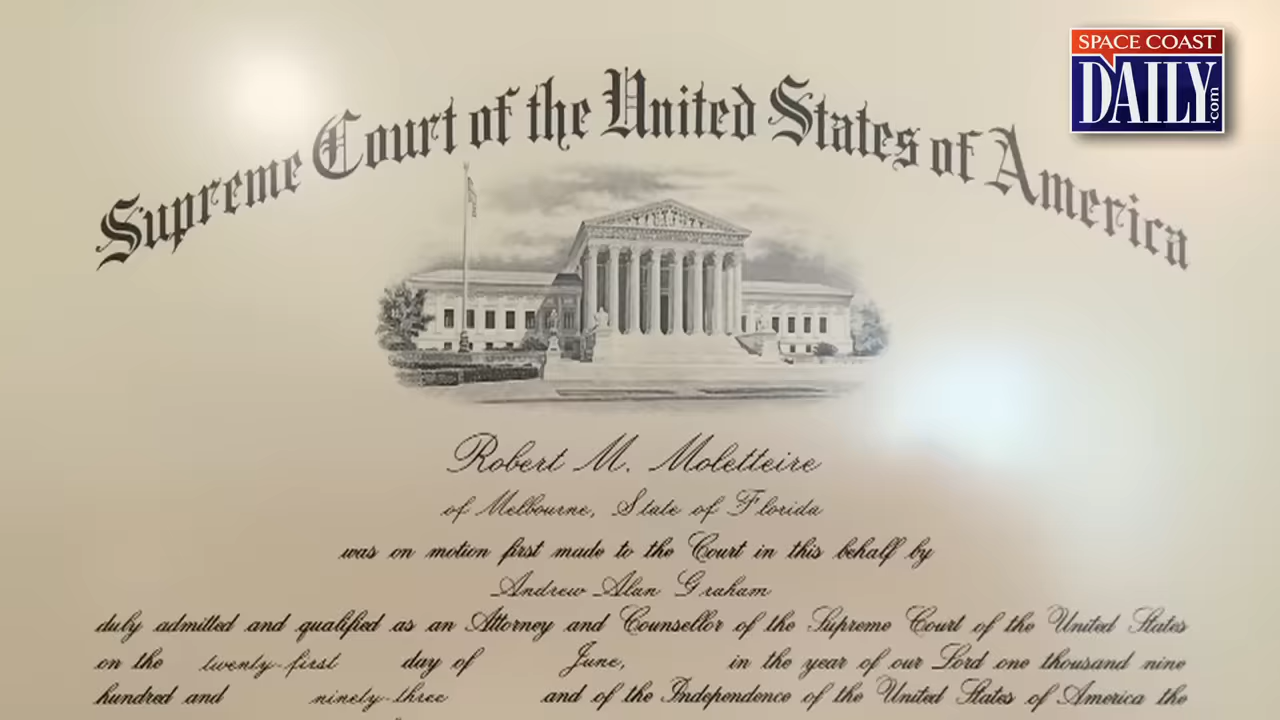 SPACE COAST
DAILY.com
Supreme Court of the United States of America
Robert M. Moletteire
of Melbourne, State of Florida
was on motion first made to the Court in this behalf by
Andrew Alan Graham
duly admitted and qualified as an Attorney and Counsellor of the Supreme Court of the United States
on the twenty-first day of June, in the year of our Lord one thousand nine
hundred and ninety-three and of the Independence of the United States of America the